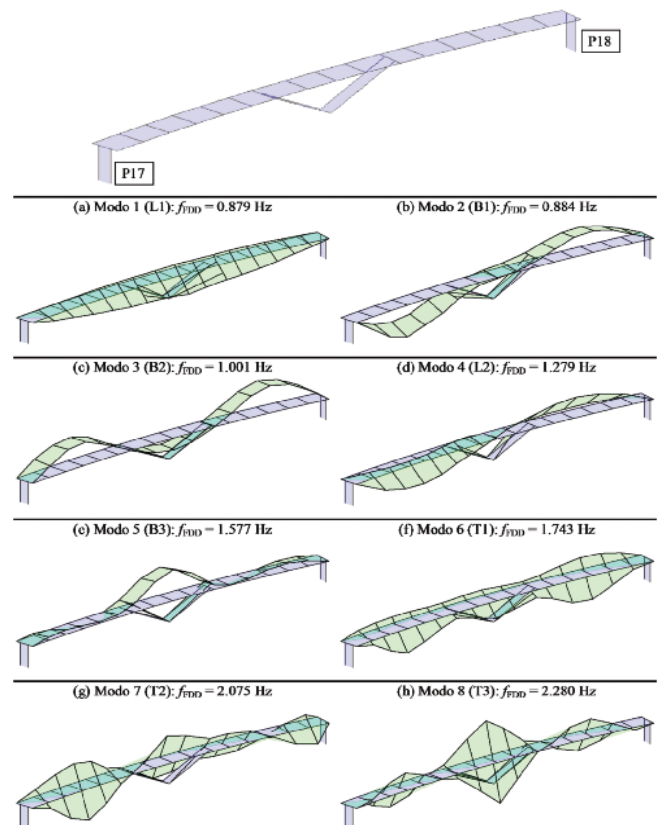 P18
P17
(a) Modo 1 (L1): fFDD = 0.879 Hz
(b) Modo 2 (B1): fFDD = 0.884 Hz
(c) Modo 3 (B2): fFDD = 1.001 Hz
(d) Modo 4 (L2): fFDD = 1.279 Hz
(e) Modo 5 (B3): fFDD = 1.577 Hz
(f) Modo 6 (T1): fFDD = 1.743 Hz
(g) Modo 7 (T2): fFDD = 2.075 Hz
(h) Modo 8 (T3): fFDD = 2.280 Hz